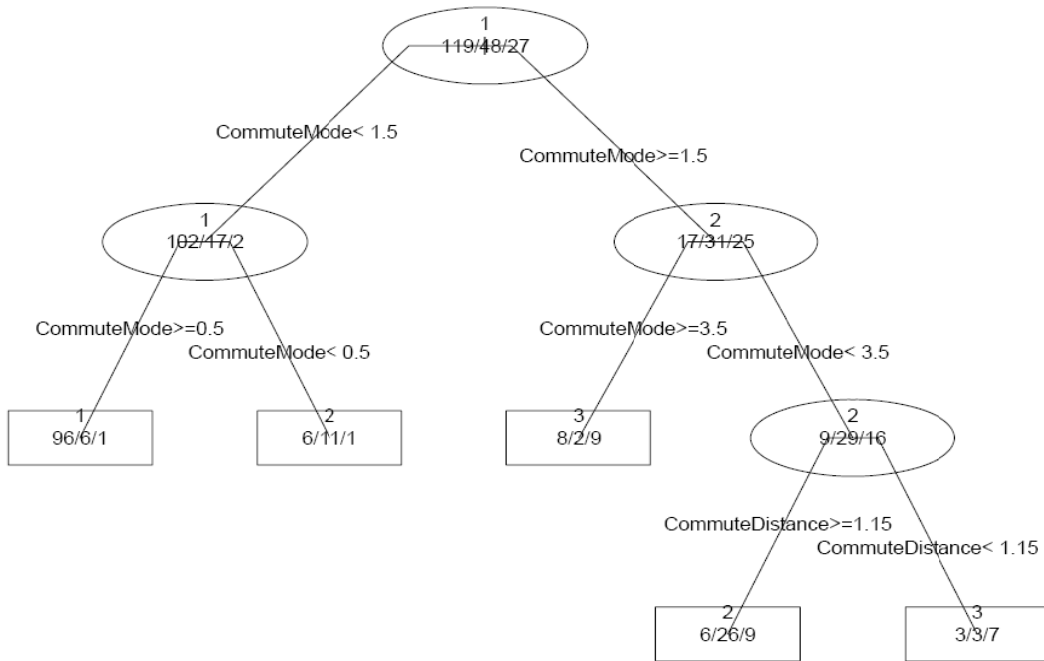 1
119/48/27
CommuteMode< 1.5
CommuteMode>=1.5
1
102/17/2
2
17/31/25
CommuteMode>=0.5
CommuteMode< 0.5
CommuteMode>=3.5
CommuteMode< 3.5
1
96/6/1
2
6/11/1
3
8/2/9
2
9/29/16
CommuteDistance>=1.15
CommuteDistance< 1.15
2
6/26/9
3
3/3/7